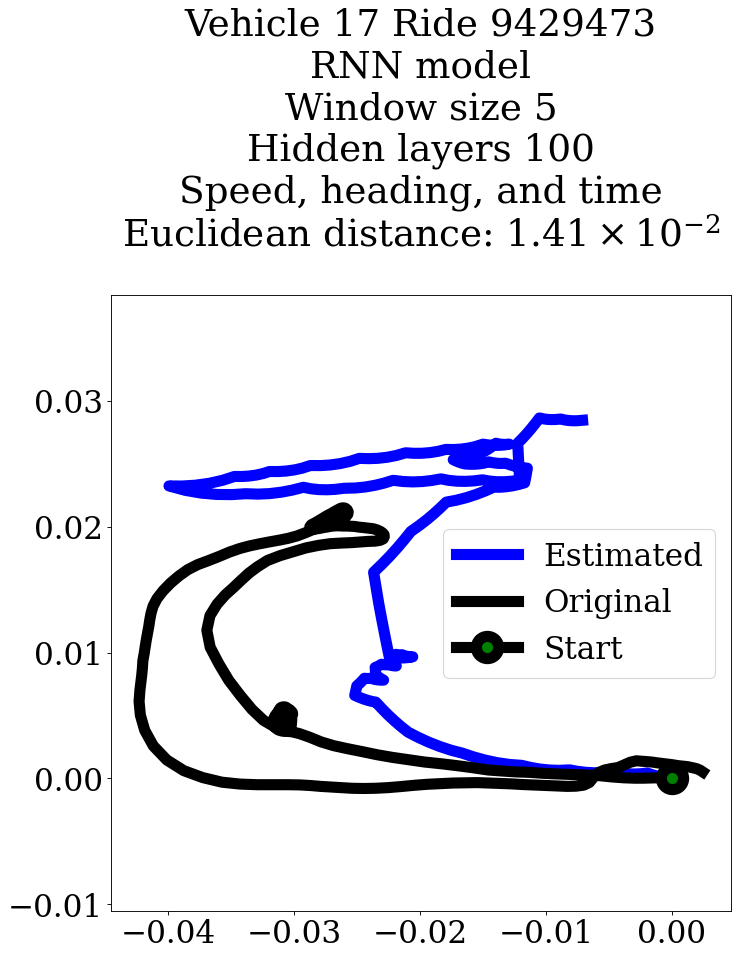 Vehicle 17 Ride 9429473
RNN model
Window size 5
Hidden layers 100
Speed, heading, and time
Euclidean distance: 1.41 × 10⁻²
0.03
0.02
Estimated
Original
0.01
Start
0.00
−0.01
−0.04 −0.03 −0.02 −0.01 0.00